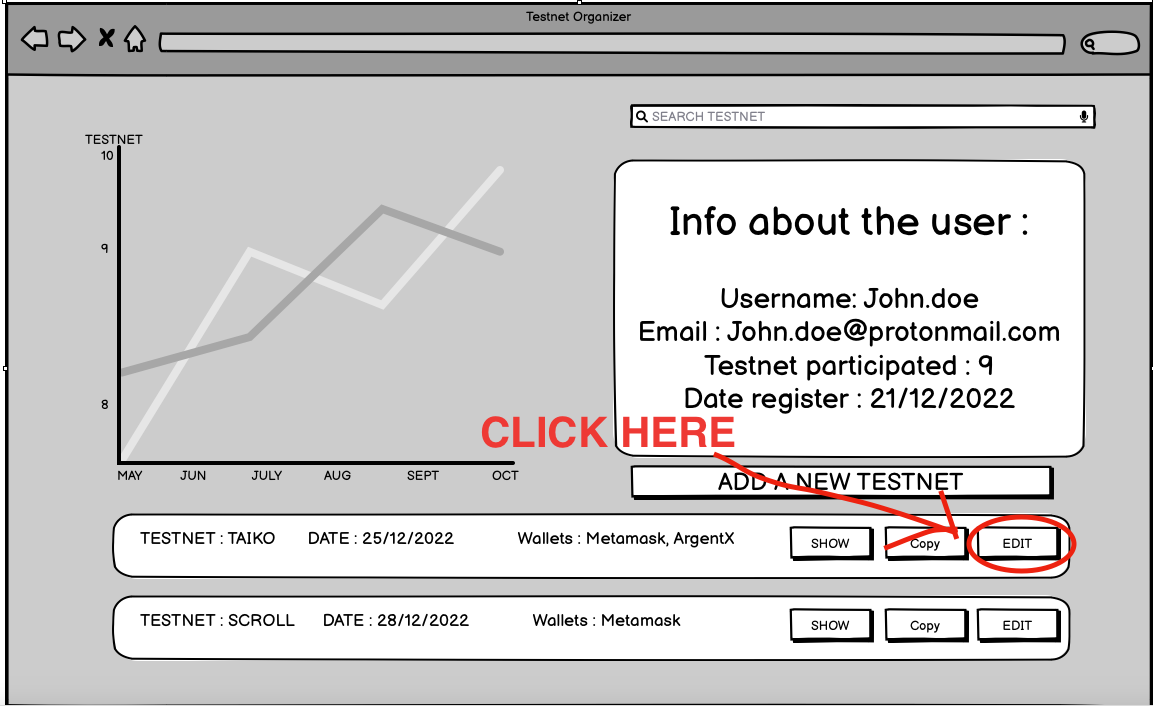 Testnet Organizer
SEARCH TESTNET
TESTNET
10
9
8
MAY JUN JULY AUG SEPT OCT
Info about the user :
Username: John.doe
Email : John.doe@protonmail.com
Testnet participated : 9
Date register : 21/12/2022
CLICK HERE
ADD A NEW TESTNET
TESTNET : TAIKO DATE : 25/12/2022 Wallets : Metamask, ArgentX SHOW Copy EDIT
TESTNET : SCROLL DATE : 28/12/2022 Wallets : Metamask SHOW Copy EDIT